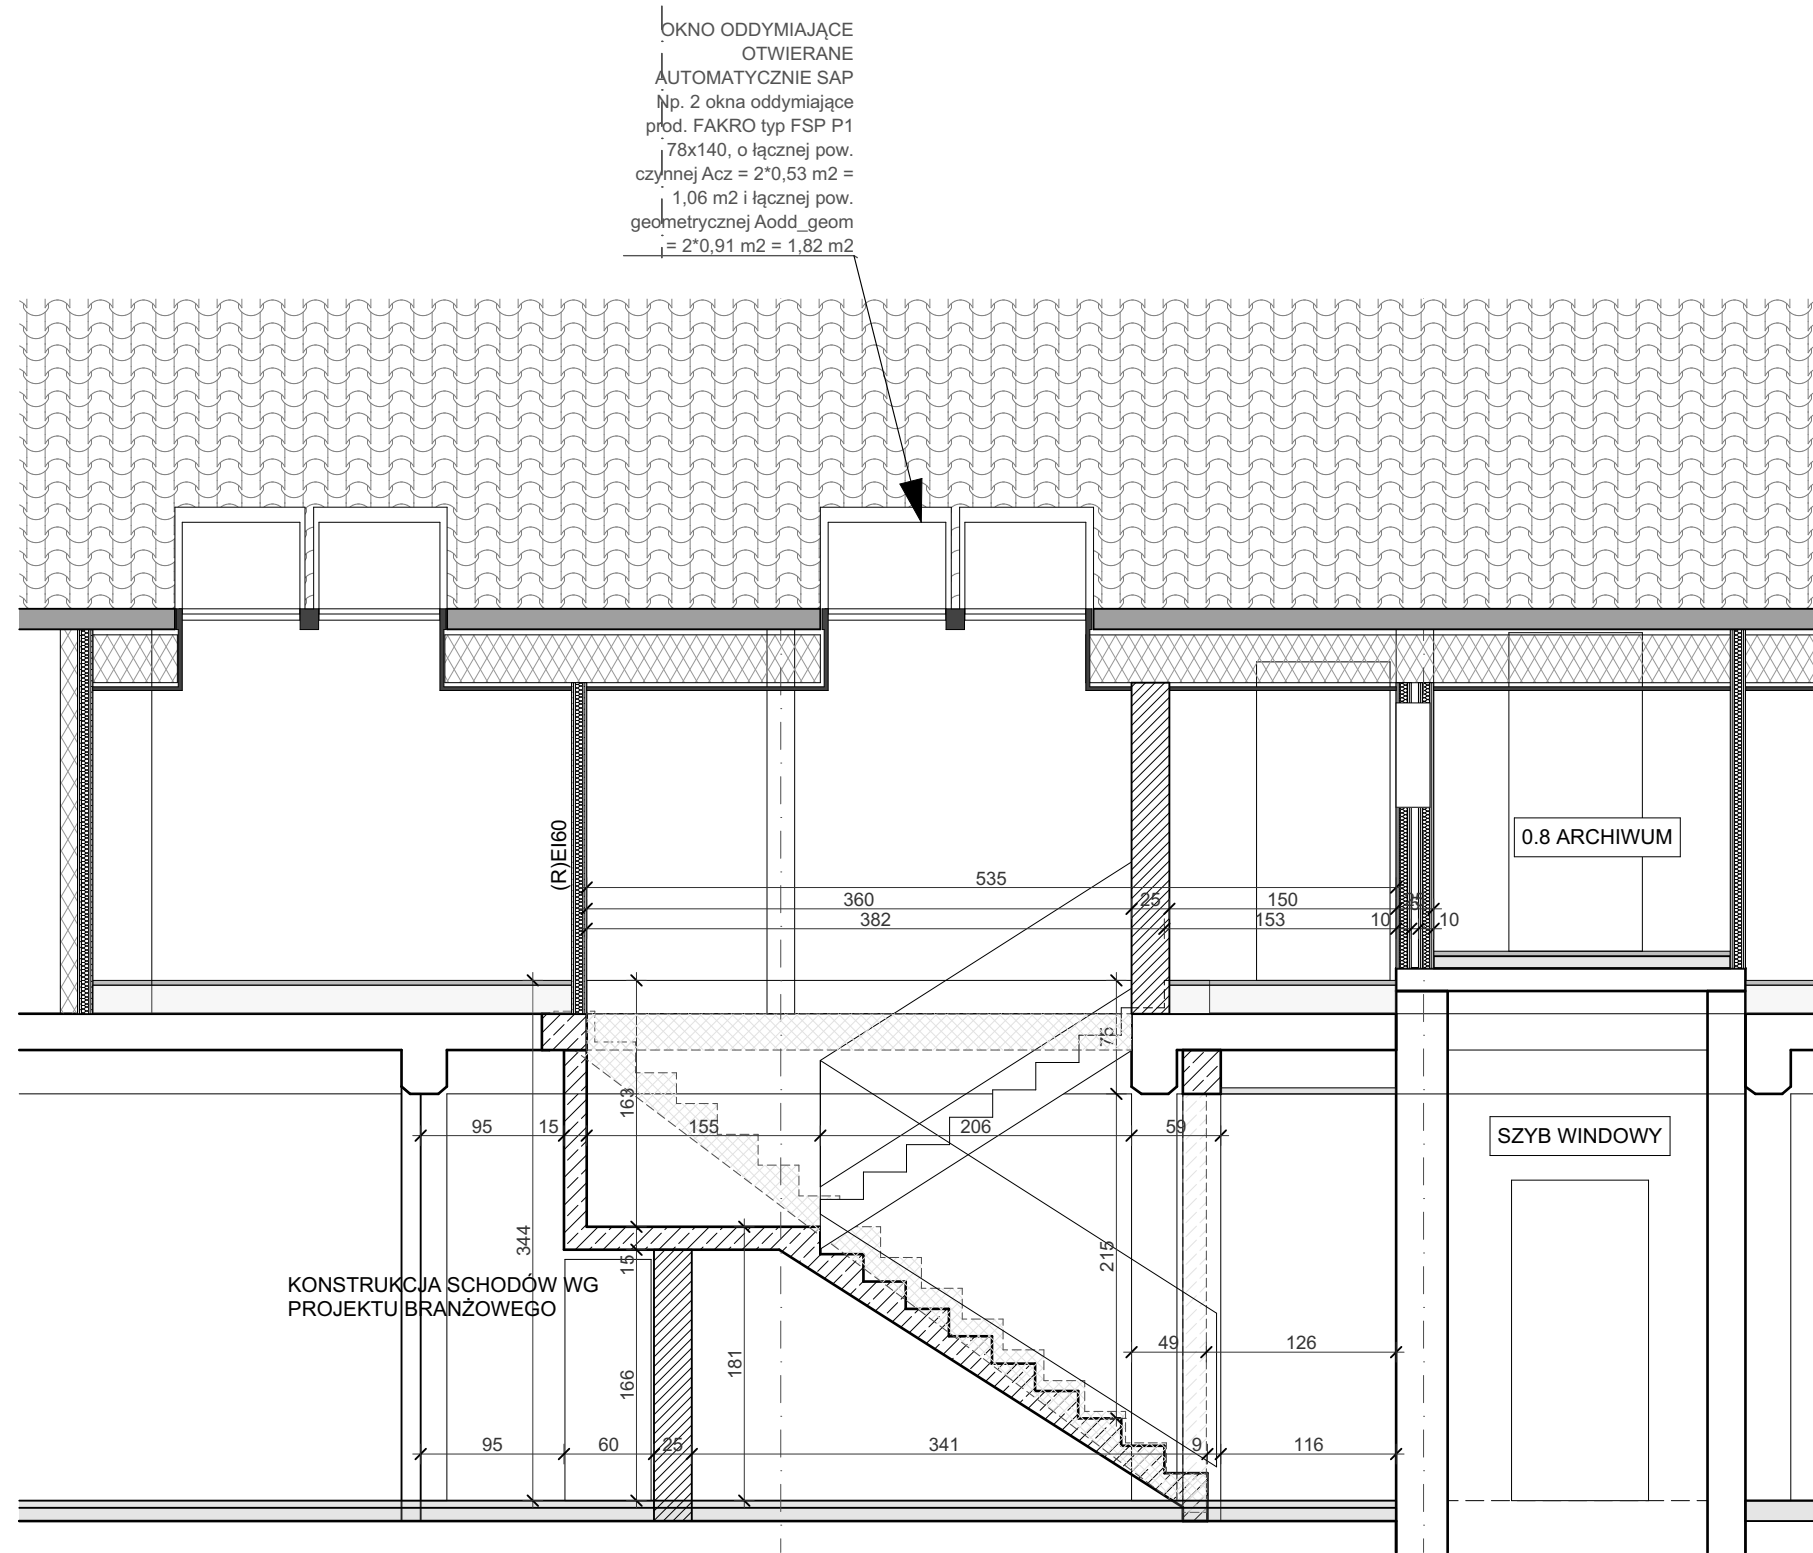 OKNO ODDYMIAJĄCE
OTWIERANE
AUTOMATYCZNIE SAP
Np. 2 okna oddymiające
prod. FAKRO typ FSP P1
78x140, o łącznej pow.
czynnej Acz = 2*0,53 m2 =
1,06 m2 i łącznej pow.
geometrycznej Aodd_geom
= 2*0,91 m2 = 1,82 m2
(R)EI60
0.8 ARCHIWUM
535
360 25 150
382 153 10 10
75
163
95 15 155 206 59
SZYB WINDOWY
344
15
215
KONSTRUKCJA SCHODÓW WG
PROJEKTU BRANŻOWEGO
181
166
49 126
95 60 25 341 9 116